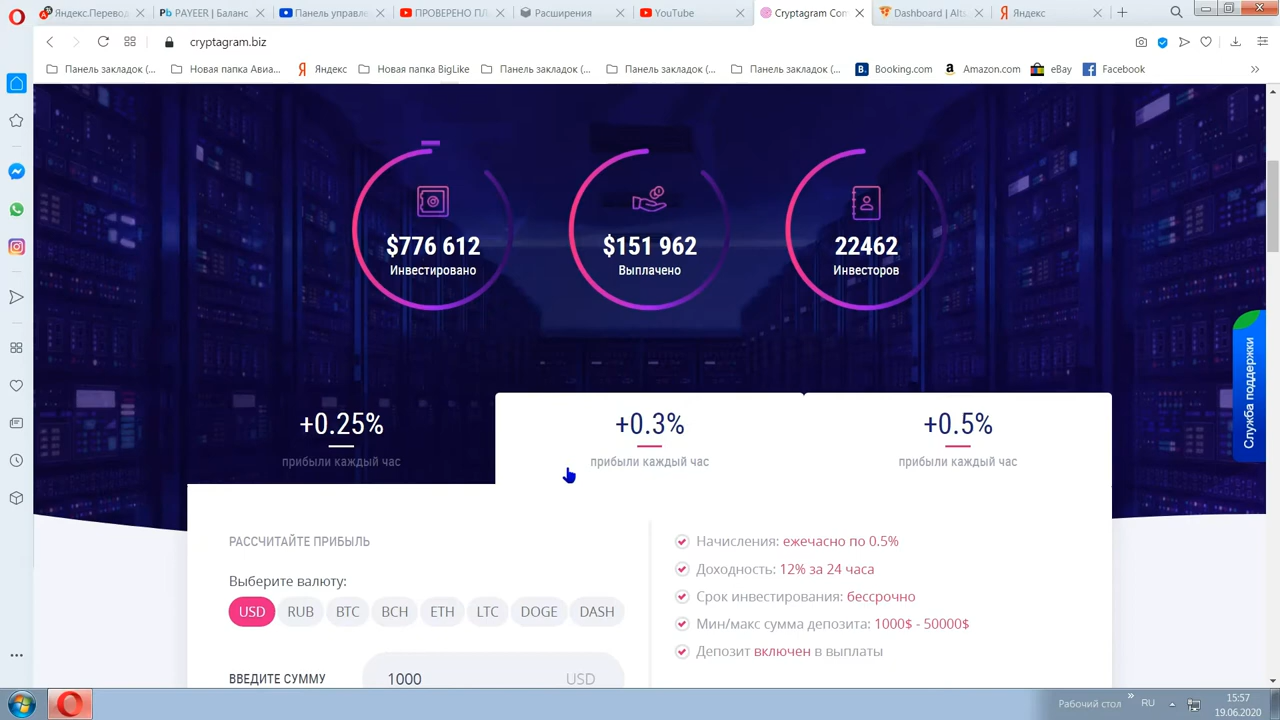 Яндекс.Перевод
PAYEER | Баланс
Панель управл
ПРОВЕРЕНО ПЛ
Расширения
YouTube
Cryptagram Com
Dashboard | Alts
Яндекс
cryptagram.biz
Панель закладок (...
Новая папка Авиа...
Яндекс
Новая папка BigLike
Панель закладок (...
Панель закладок (...
Панель закладок (...
Booking.com
Amazon.com
eBay
Facebook
$776 612
Инвестировано
$151 962
Выплачено
22462
Инвесторов
Служба поддержки
+0.25%
прибыли каждый час
+0.3%
прибыли каждый час
+0.5%
прибыли каждый час
РАССЧИТАЙТЕ ПРИБЫЛЬ
Выберите валюту:
USD RUB BTC BCH ETH LTC DOGE DASH
ВВЕДИТЕ СУММУ
1000 USD
Начисления: ежечасно по 0.5%
Доходность: 12% за 24 часа
Срок инвестирования: бессрочно
Мин/макс сумма депозита: 1000$ - 50000$
Депозит включен в выплаты
Рабочий стол
RU
15:57
19.06.2020